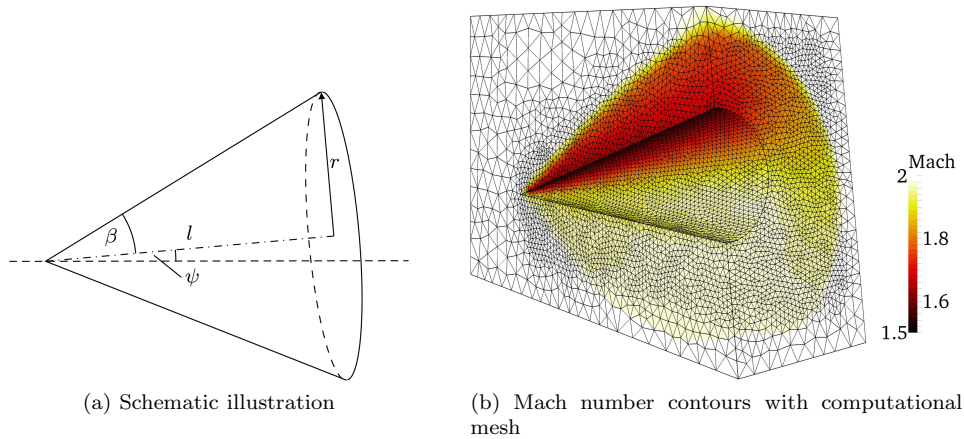 r
β
l
ψ
(a) Schematic illustration
Mach
2
1.8
1.6
1.5
(b) Mach number contours with computational
mesh